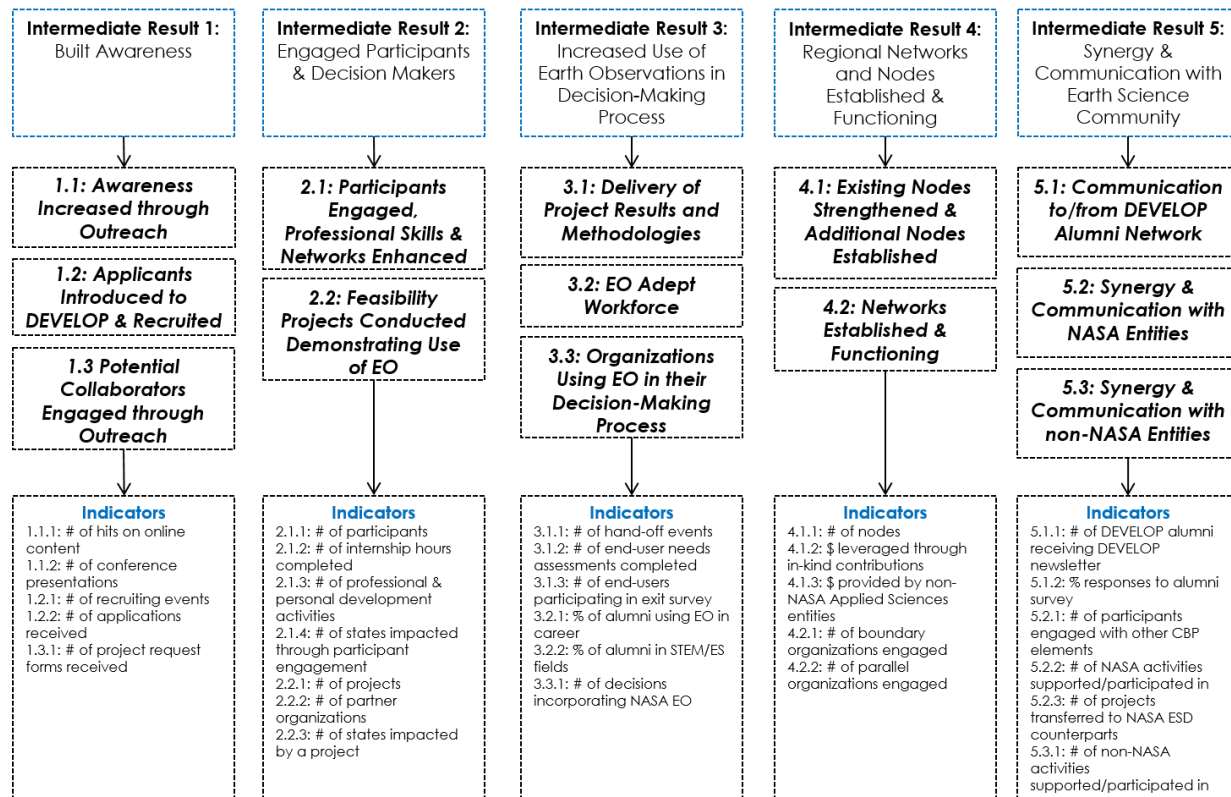 Intermediate Result 1:
Built Awareness
1.1: Awareness
Increased through
Outreach
1.2: Applicants
Introduced to
DEVELOP & Recruited
1.3 Potential
Collaborators
Engaged through
Outreach
Indicators
1.1.1: # of hits on online
content
1.1.2: # of conference
presentations
1.2.1: # of recruiting events
1.2.2: # of applications
received
1.3.1: # of project request
forms received
Intermediate Result 2:
Engaged Participants
& Decision Makers
2.1: Participants
Engaged,
Professional Skills &
Networks Enhanced
2.2: Feasibility
Projects Conducted
Demonstrating Use
of EO
Indicators
2.1.1: # of participants
2.1.2: # of internship hours
completed
2.1.3: # of professional &
personal development
activities
2.1.4: # of states impacted
through participant
engagement
2.2.1: # of projects
2.2.2: # of partner
organizations
2.2.3: # of states impacted
by a project
Intermediate Result 3:
Increased Use of
Earth Observations in
Decision-Making
Process
3.1: Delivery of
Project Results and
Methodologies
3.2: EO Adept
Workforce
3.3: Organizations
Using EO in their
Decision-Making
Process
Indicators
3.1.1: # of hand-off events
3.1.2: # of end-user needs
assessments completed
3.1.3: # of end-users
participating in exit survey
3.2.1: % of alumni using EO in
career
3.2.2: % of alumni in STEM/ES
fields
3.3.1: # of decisions
incorporating NASA EO
Intermediate Result 4:
Regional Networks
and Nodes
Established &
Functioning
4.1: Existing Nodes
Strengthened &
Additional Nodes
Established
4.2: Networks
Established &
Functioning
Indicators
4.1.1: # of nodes
4.1.2: $ leveraged through
in-kind contributions
4.1.3: $ provided by non-
NASA Applied Sciences
entities
4.2.1: # of boundary
organizations engaged
4.2.2: # of parallel
organizations engaged
Intermediate Result 5:
Synergy &
Communication with
Earth Science
Community
5.1: Communication
to/from DEVELOP
Alumni Network
5.2: Synergy &
Communication with
NASA Entities
5.3: Synergy &
Communication with
non-NASA Entities
Indicators
5.1.1: # of DEVELOP alumni
receiving DEVELOP
newsletter
5.1.2: % responses to alumni
survey
5.2.1: # of participants
engaged with other CBP
elements
5.2.2: # of NASA activities
supported/participated in
5.2.3: # of projects
transferred to NASA ESD
counterparts
5.3.1: # of non-NASA
activities
supported/participated in